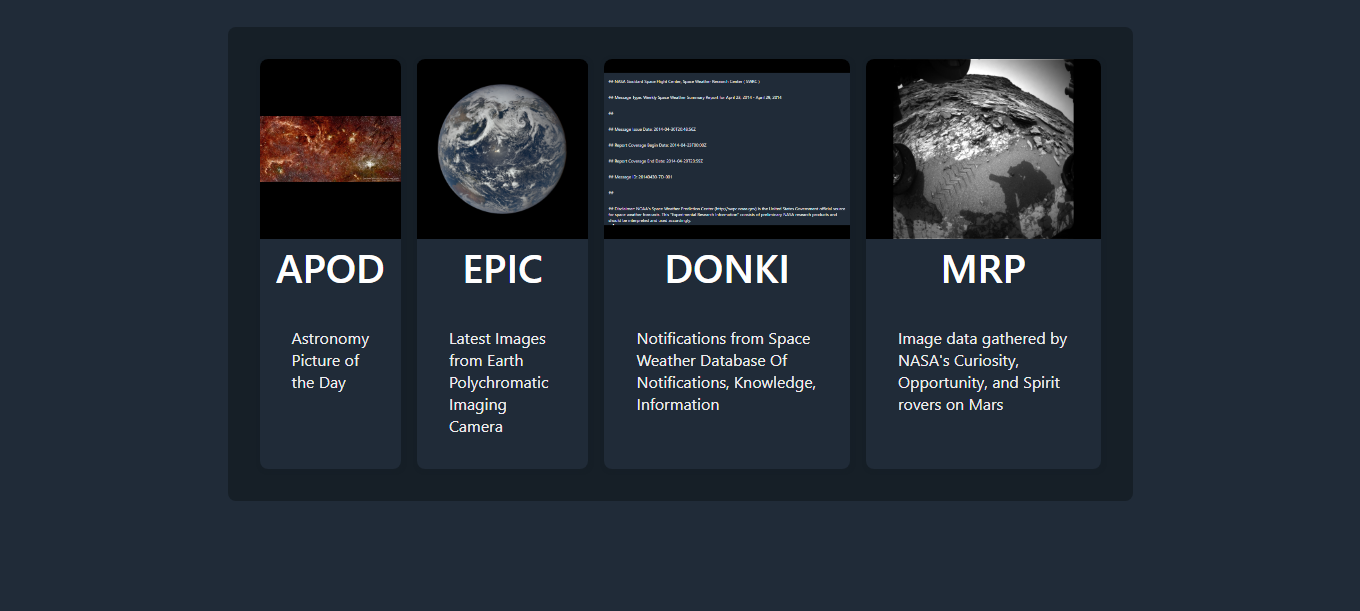 ## NASA Goddard Space Flight Center, Space Weather Research Center ( SWRC )
## Message Type: Weekly Space Weather Summary Report for April 23, 2014 - April 29, 2014
##
## Message Issue Date: 2014-04-30T20:48:56Z
## Report Coverage Begin Date: 2014-04-23T00:00Z
## Report Coverage End Date: 2014-04-29T23:59Z
## Message ID: 20140430-7D-001
##
## Disclaimer: NOAA's Space Weather Prediction Center (http://swpc.noaa.gov) is the United States Government official source
for space weather forecasts. This "Experimental Research Information" consists of preliminary NASA research products and
should be interpreted and used accordingly.
APOD
EPIC
DONKI
MRP
Astronomy
Picture of
the Day
Latest Images
from Earth
Polychromatic
Imaging
Camera
Notifications from Space
Weather Database Of
Notifications, Knowledge,
Information
Image data gathered by
NASA's Curiosity,
Opportunity, and Spirit
rovers on Mars